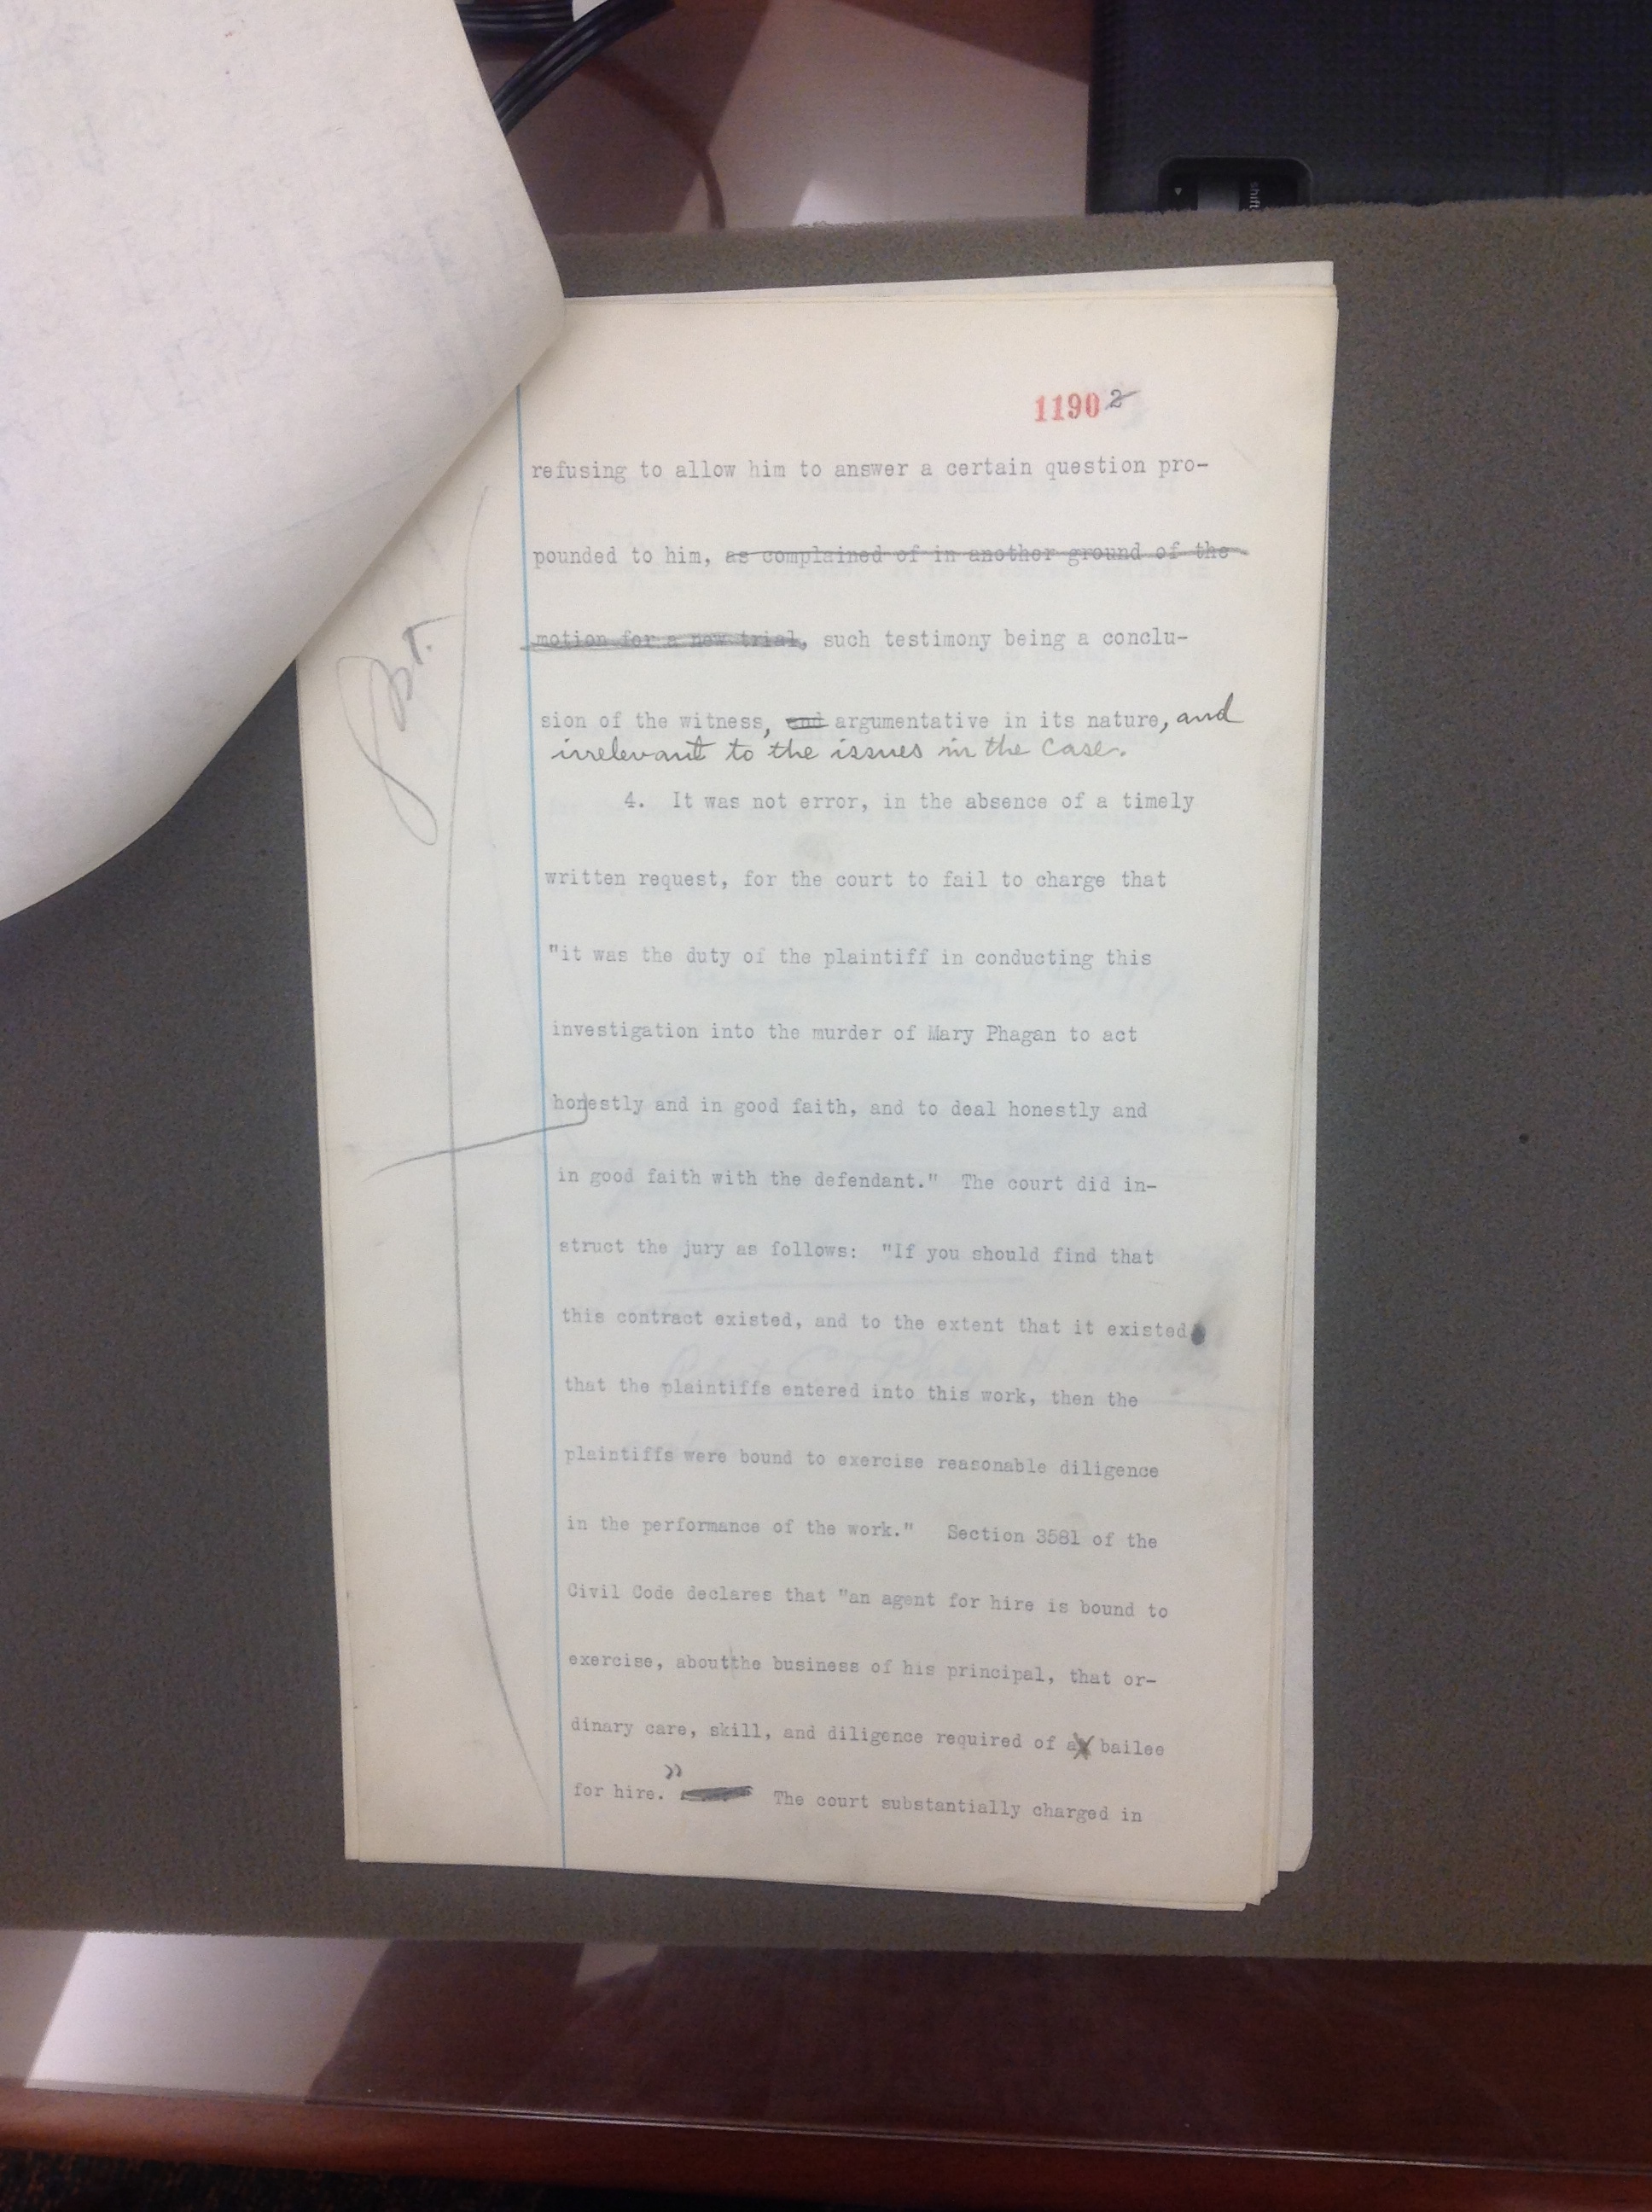 1190 2
refusing to allow him to answer a certain question pro-
pounded to him, as complained of in another ground of the
motion for a new trial, such testimony being a conclu-
sion of the witness, and argumentative in its nature, and
irrelevant to the issues in the case.
4. It was not error, in the absence of a timely
written request, for the court to fail to charge that
"it was the duty of the plaintiff in conducting this
investigation into the murder of Mary Phagan to act
honestly and in good faith, and to deal honestly and
in good faith with the defendant." The court did in-
struct the jury as follows: "If you should find that
this contract existed, and to the extent that it existed
that the plaintiffs entered into this work, then the
plaintiffs were bound to exercise reasonable diligence
in the performance of the work." Section 3581 of the
Civil Code declares that "an agent for hire is bound to
exercise, aboutthe business of his principal, that or-
dinary care, skill, and diligence required of a bailee
for hire." The court substantially charged in
shift